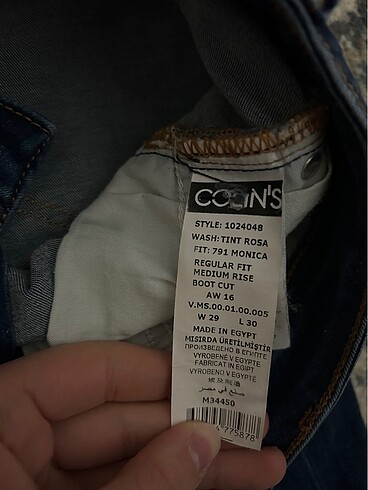 COLIN'S
STYLE: 1024048
WASH: TINT ROSA
FIT: 791 MONICA
REGULAR FIT
MEDIUM RISE
BOOT CUT
AW 16
V.MS.00.01.00.005
W 29 L 30
MADE IN EGYPT
MISIRDA ÜRETİLMİŞTİR
ПРОИЗВЕДЕНО В ЕГИПТЕ
VYROBENÉ V EGYPTE
FABRICAT IN EGIPT
VYROBENO V EGYPTE
埃及制造
صنع في مصر
M34450
4775878